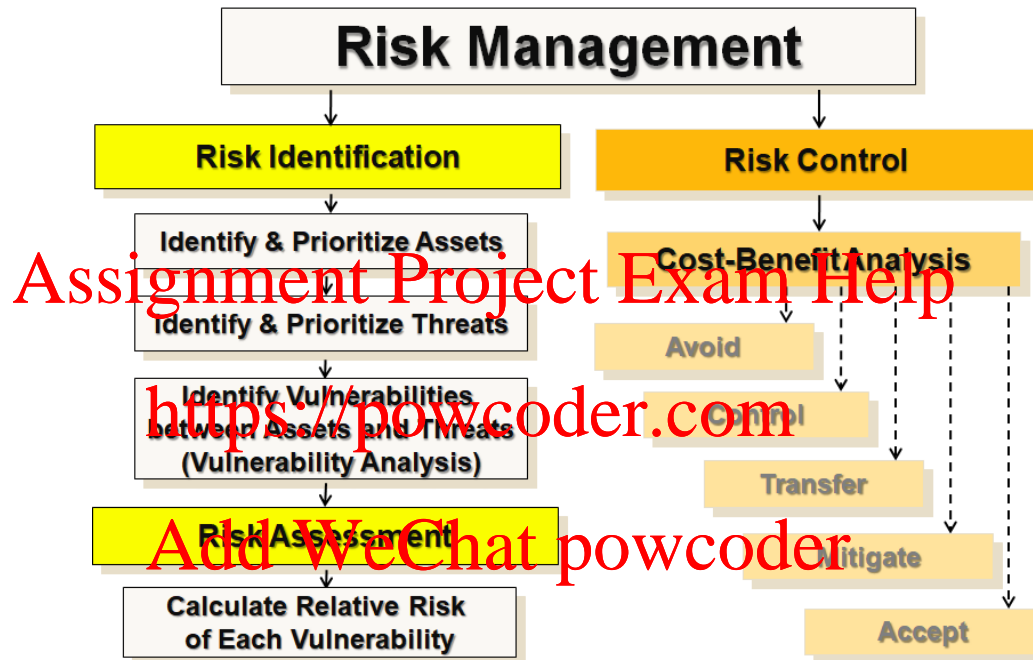 Risk Management
Risk Identification
Risk Control
Identify & Prioritize Assets
Cost-Benefit Analysis
Assignment Project Exam Help
Identify & Prioritize Threats
Avoid
Identify Vulnerabilities
between Assets and Threats
(Vulnerability Analysis)
https://powcoder.com
Control
Transfer
Risk Assessment
Add WeChat powcoder
Mitigate
Calculate Relative Risk
of Each Vulnerability
Accept